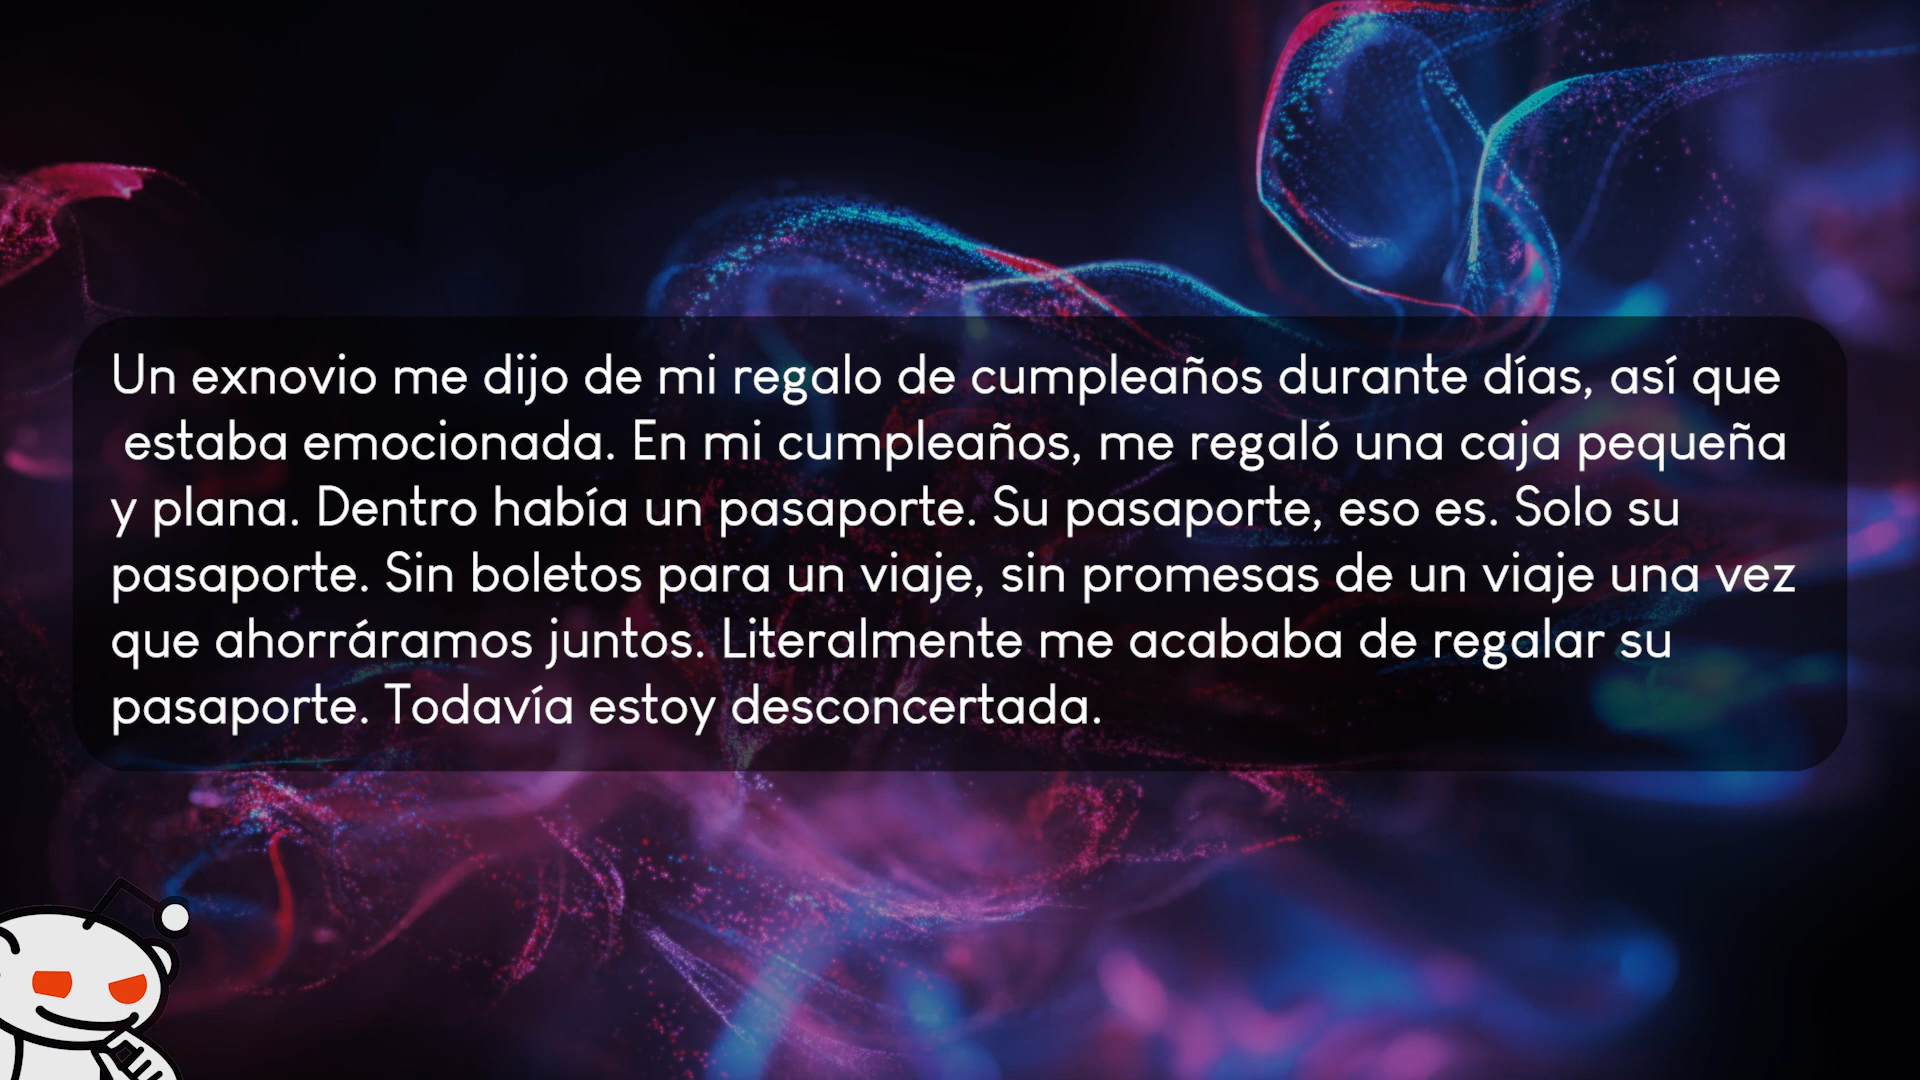 Un exnovio me dijo de mi regalo de cumpleaños durante días, así que
estaba emocionada. En mi cumpleaños, me regaló una caja pequeña
y plana. Dentro había un pasaporte. Su pasaporte, eso es. Solo su
pasaporte. Sin boletos para un viaje, sin promesas de un viaje una vez
que ahorráramos juntos. Literalmente me acababa de regalar su
pasaporte. Todavía estoy desconcertada.